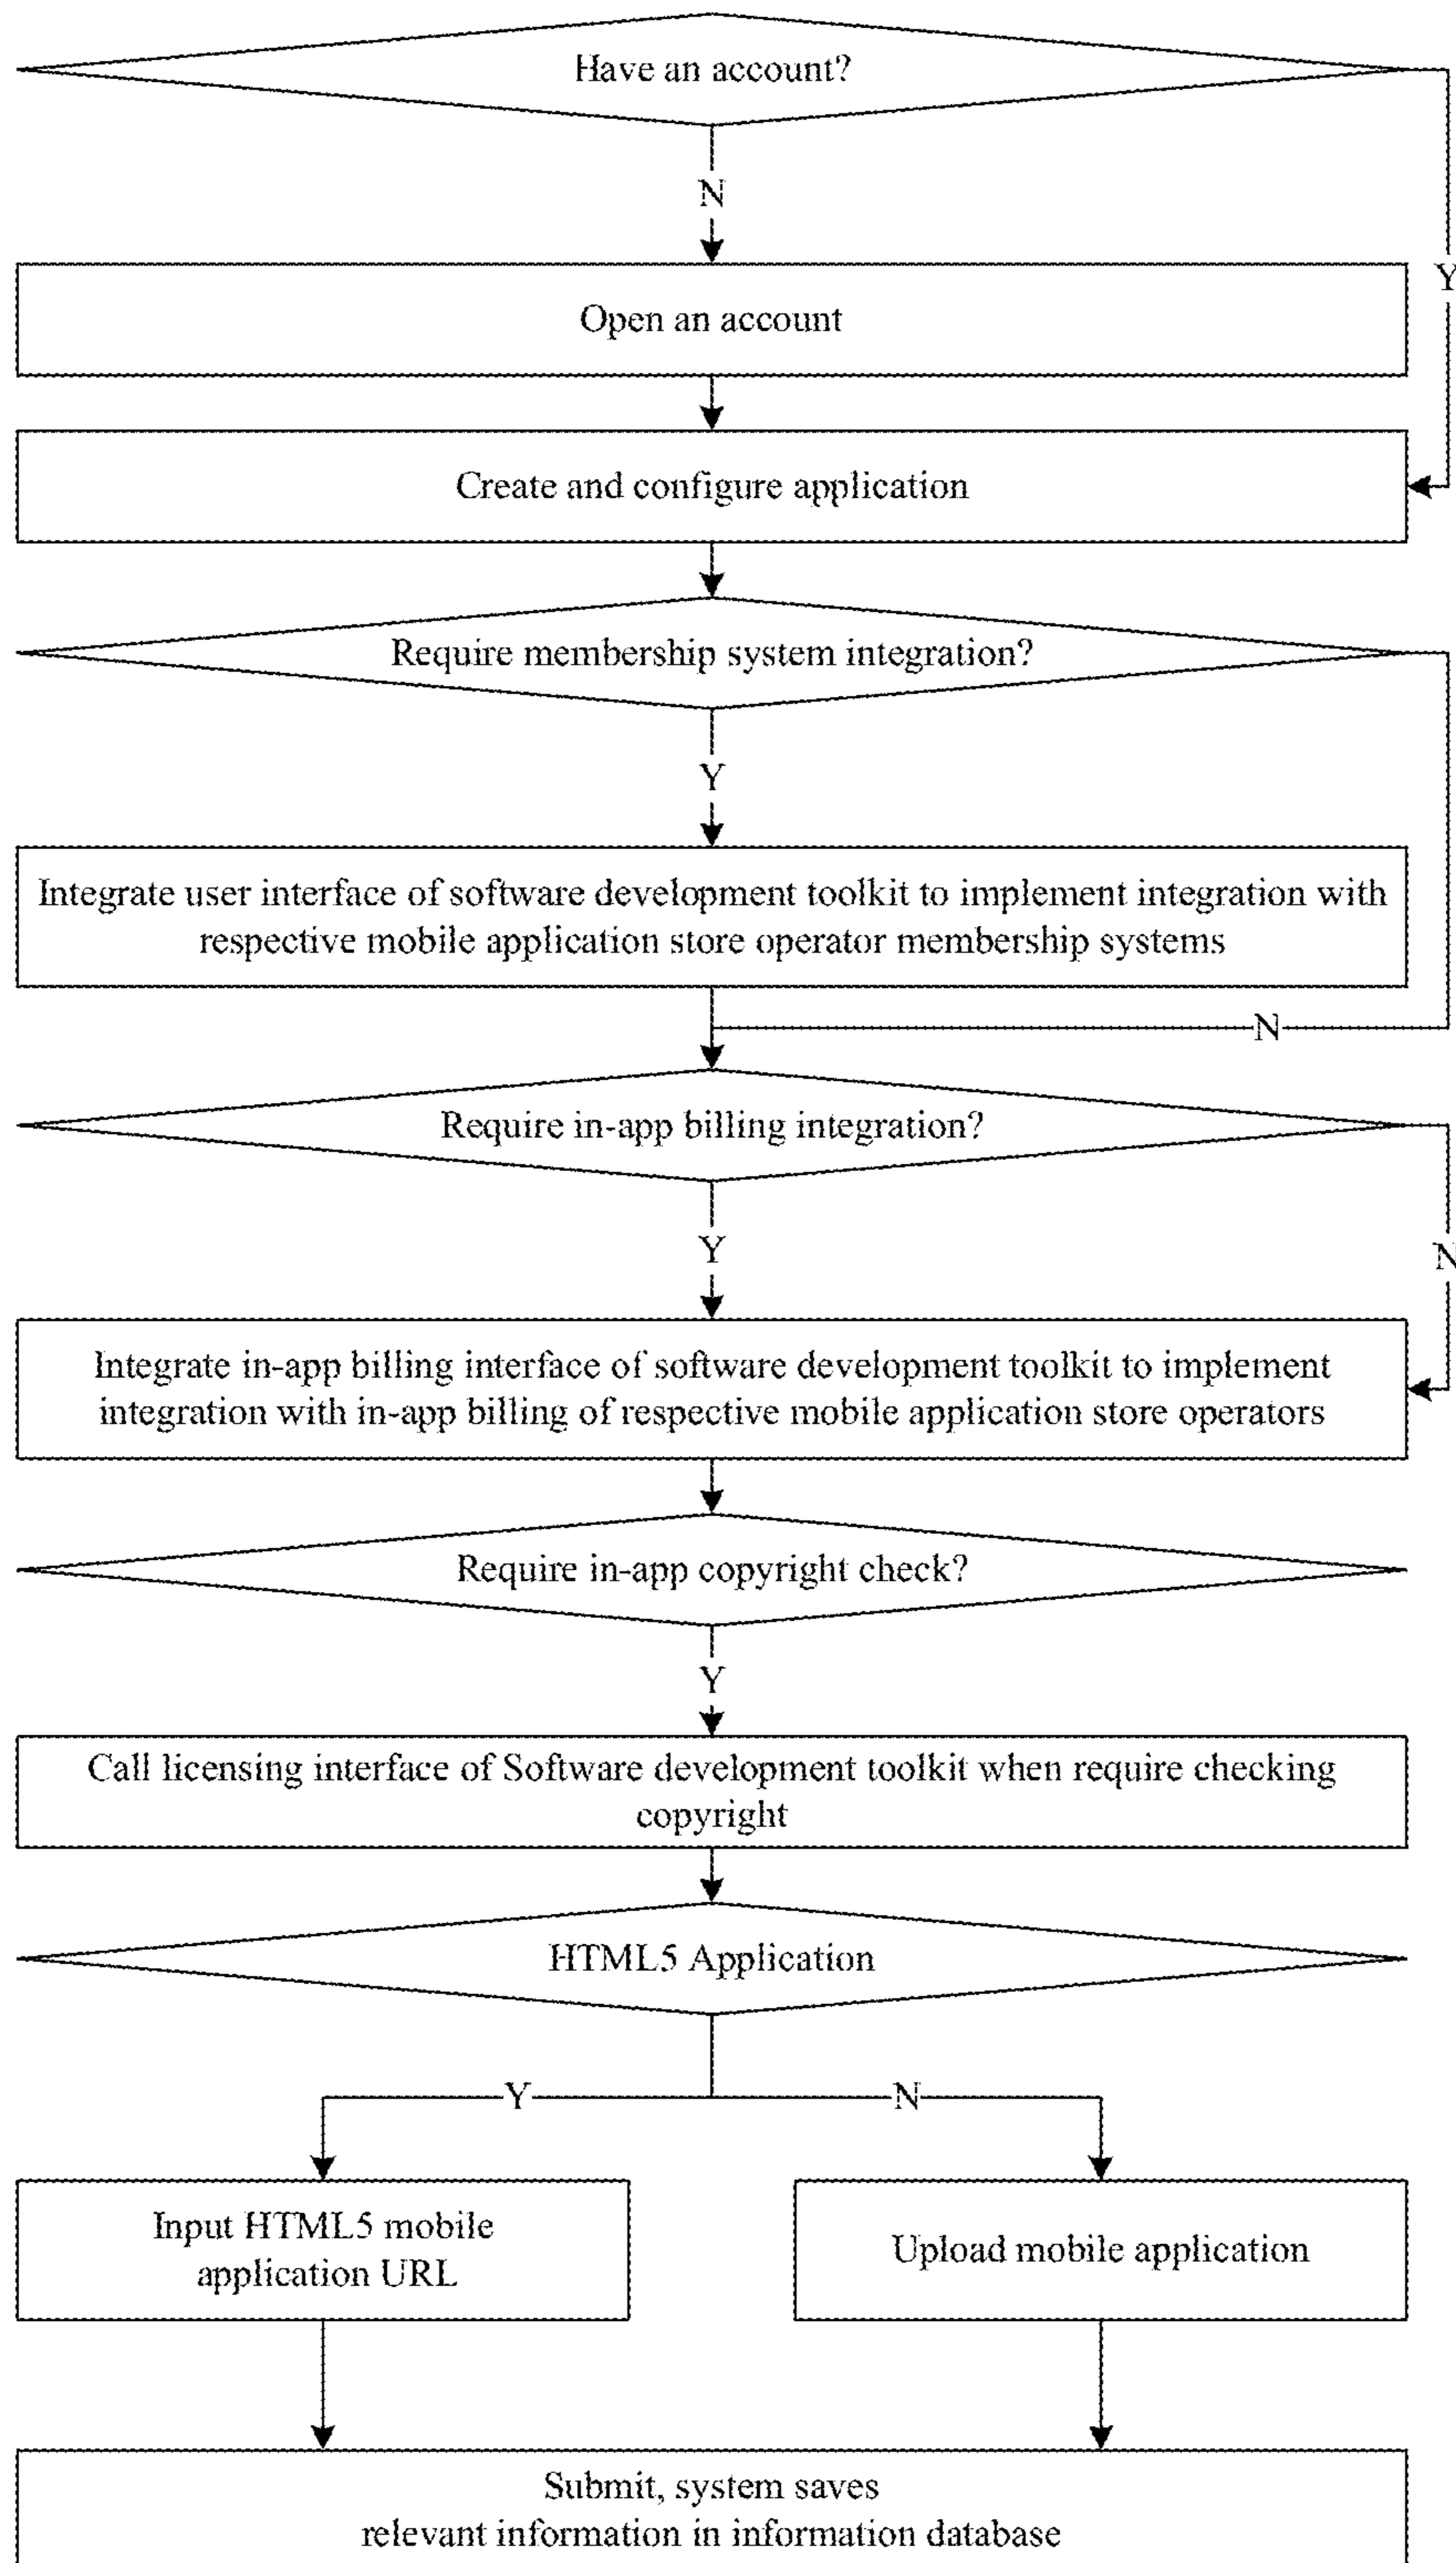 Have an account?
N
Y
Open an account
Create and configure application
Require membership system integration?
Y
Integrate user interface of software development toolkit to implement integration with
respective mobile application store operator membership systems
N
Require in-app billing integration?
Y
N
Integrate in-app billing interface of software development toolkit to implement
integration with in-app billing of respective mobile application store operators
Require in-app copyright check?
Y
Call licensing interface of Software development toolkit when require checking
copyright
HTML5 Application
Y
N
Input HTML5 mobile
application URL
Upload mobile application
Submit, system saves
relevant information in information database